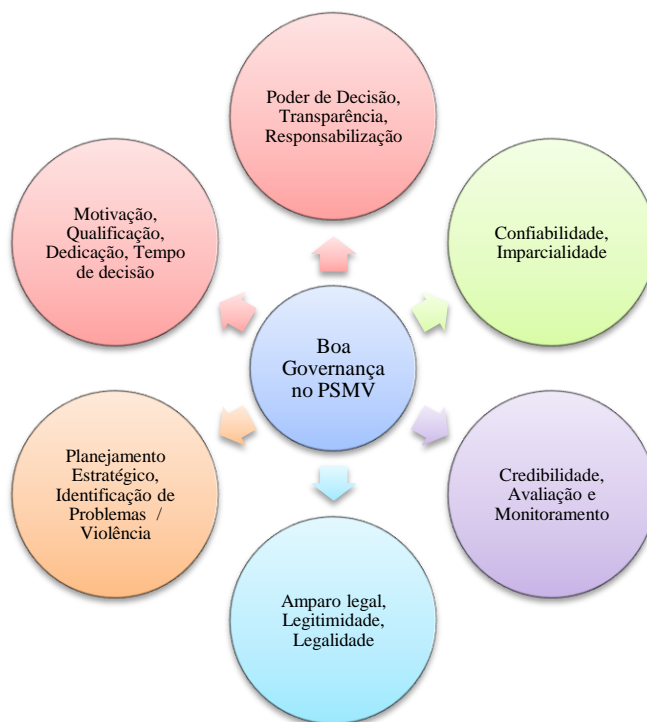 Poder de Decisão,
Transparência,
Responsabilização
Motivação,
Qualificação,
Dedicação, Tempo
de decisão
Confiabilidade,
Imparcialidade
Boa
Governança
no PSMV
Planejamento
Estratégico,
Identificação de
Problemas /
Violência
Credibilidade,
Avaliação e
Monitoramento
Amparo legal,
Legitimidade,
Legalidade